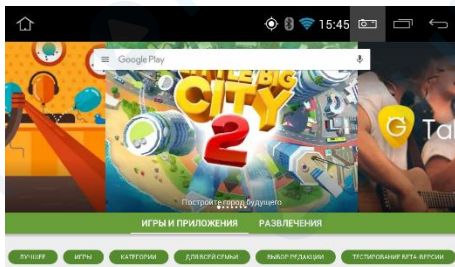 15:45
Google Play
LITTLE BIG
CITY
2
G Ta
Постройте город будущего
ИГРЫ И ПРИЛОЖЕНИЯ РАЗВЛЕЧЕНИЯ
ЛУЧШЕЕ ИГРЫ КАТЕГОРИИ ДЛЯ ВСЕЙ СЕМЬИ ВЫБОР РЕДАКЦИИ ТЕСТИРОВАНИЕ БЕТА-ВЕРСИИ